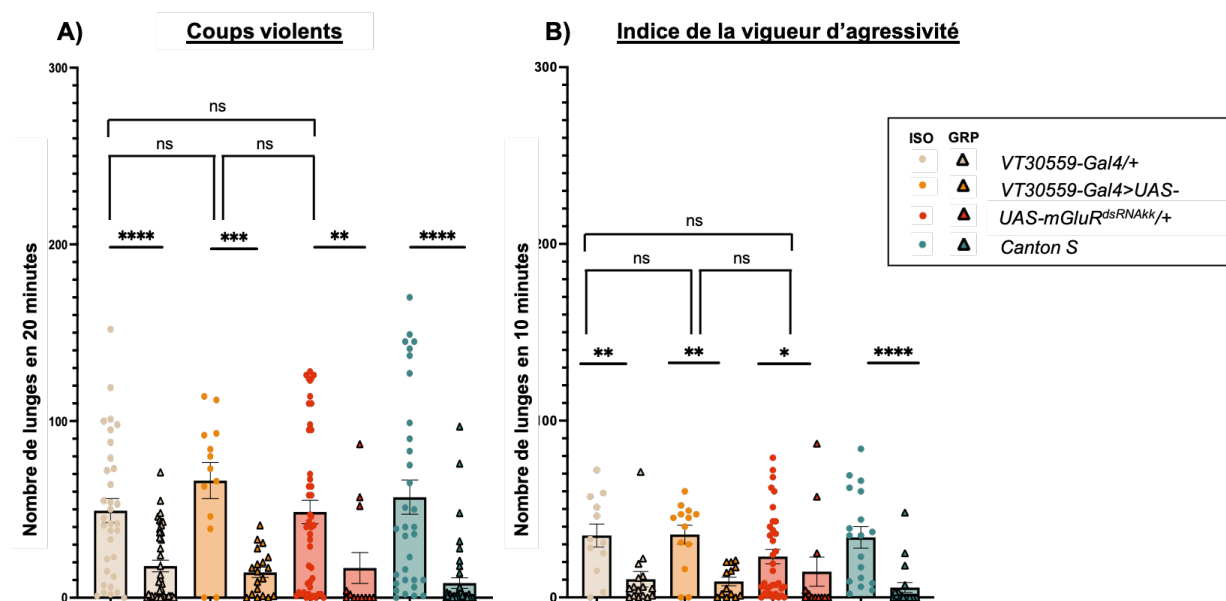 A) Coups violents
B) Indice de la vigueur d’agressivité
Nombre de lunges en 20 minutes
300
200
100
0
ns
ns
ns
****
***
**
****
Nombre de lunges en 10 minutes
300
200
100
0
ns
ns
ns
**
**
*
****
ISO GRP
VT30559-Gal4/+
VT30559-Gal4>UAS-
UAS-mGluRdsRNAkk/+
Canton S